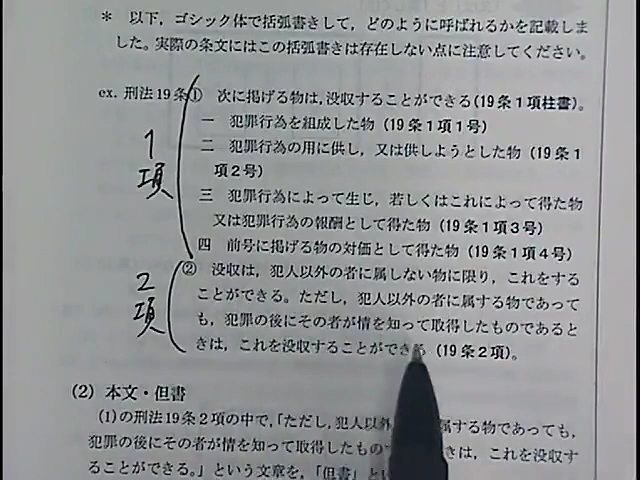 * 以下,ゴシック体で括弧書きして,どのように呼ばれるかを記載しま
した。実際の条文にはこの括弧書きは存在しない点に注意してください。
ex. 刑法19条① 次に掲げる物は,没収することができる(19条1項柱書)。
一 犯罪行為を組成した物(19条1項1号)
二 犯罪行為の用に供し,又は供しようとした物(19条1
項2号)
三 犯罪行為によって生じ,若しくはこれによって得た物
又は犯罪行為の報酬として得た物(19条1項3号)
四 前号に掲げる物の対価として得た物(19条1項4号)
1項
② 没収は,犯人以外の者に属しない物に限り,これをする
ことができる。ただし,犯人以外の者に属する物であって
も,犯罪の後にその者が情を知って取得したものであると
きは,これを没収することができる(19条2項)。
2項
(2) 本文・但書
(1)の刑法19条2項の中で,「ただし,犯人以外 属する物であっても,
犯罪の後にその者が情を知って取得したもの きは,これを没収す
ることができる。」という文章を,「但書」とい